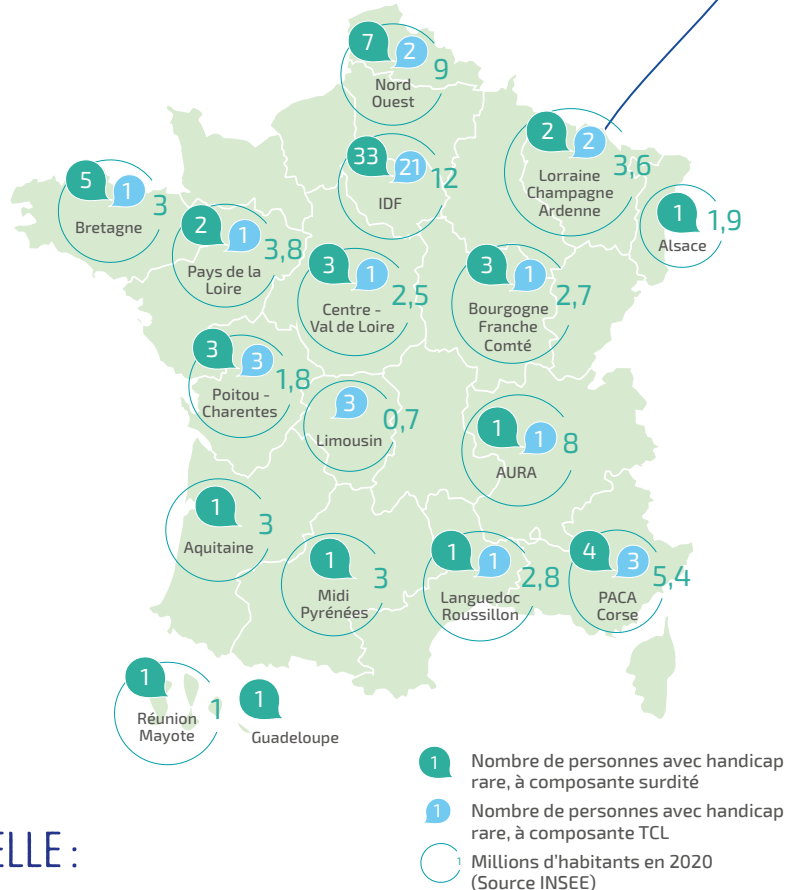 7
2
9
Nord
Ouest
33
21
12
IDF
2
2
3,6
Lorraine
Champagne
Ardenne
1
1,9
Alsace
5
1
3
Bretagne
2
1
3,8
Pays de la
Loire
3
1
2,5
Centre -
Val de Loire
3
1
2,7
Bourgogne
Franche
Comté
3
3
1,8
Poitou -
Charentes
3
0,7
Limousin
1
1
8
AURA
1
3
Aquitaine
1
3
Midi
Pyrénées
1
1
2,8
Languedoc
Roussillon
4
3
5,4
PACA
Corse
1
1
Réunion
Mayotte
1
Guadeloupe
1
Nombre de personnes avec handicap
rare, à composante surdité
1
Nombre de personnes avec handicap
rare, à composante TCL
1
Millions d'habitants en 2020
(Source INSEE)
ELLE :